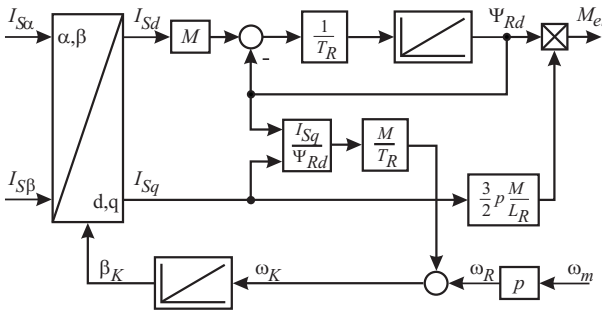 I_Sα
I_Sd
Ψ_Rd
M_e
α,β
M
1
T_R
-
I_Sq
Ψ_Rd
M
T_R
I_Sβ
I_Sq
d,q
3
2
p
M
L_R
β_K
ω_K
ω_R
p
ω_m